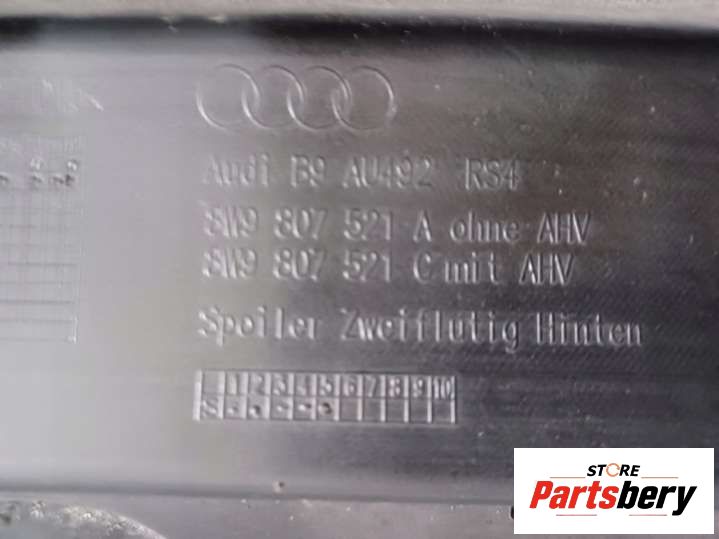 Audi B9 AU492 RS4
8W9 807 521 A ohne AHV
8W9 807 521 C mit AHV
Spoiler Zweiflutig Hinten
1 2 3 4 5 6 7 8 9 10
S
STORE
Partsbery